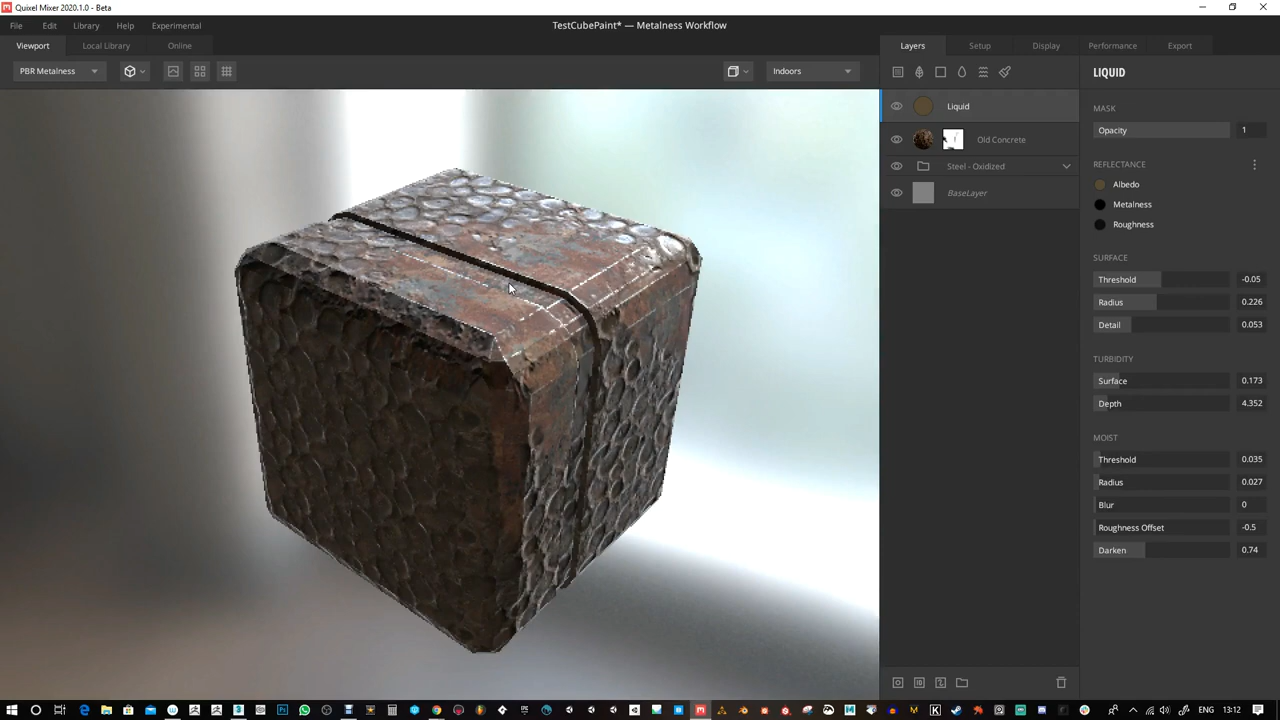 Quixel Mixer 2020.1.0 - Beta
File Edit Library Help Experimental
TestCubePaint* — Metalness Workflow
Viewport Local Library Online
Layers Setup Display Performance Export
PBR Metalness
Indoors
Liquid
Old Concrete
Steel - Oxidized
BaseLayer
LIQUID
MASK
Opacity 1
REFLECTANCE
Albedo
Metalness
Roughness
SURFACE
Threshold -0.05
Radius 0.226
Detail 0.053
TURBIDITY
Surface 0.173
Depth 4.352
MOIST
Threshold 0.035
Radius 0.027
Blur 0
Roughness Offset -0.5
Darken 0.74
ENG 13:12